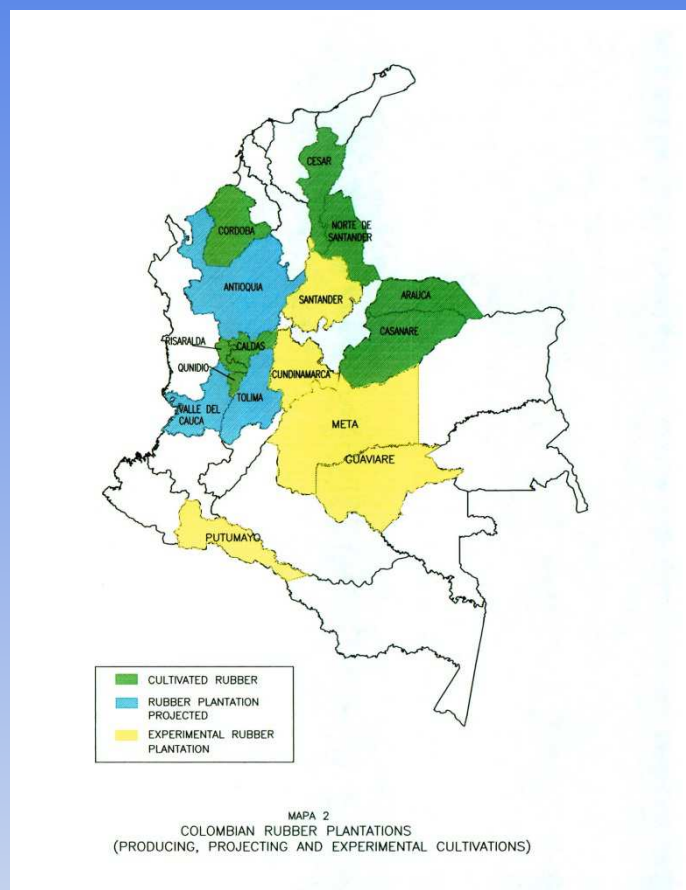 CESAR
NORTE DE
SANTANDER
CORDOBA
ANTIOQUIA
SANTANDER
ARAUCA
CASANARE
RISARALDA
CALDAS
QUNIDIO
CUNDINAMARCA
TOLIMA
VALLE DEL
CAUCA
META
GUAVIARE
PUTUMAYO
CULTIVATED RUBBER
RUBBER PLANTATION
PROJECTED
EXPERIMENTAL RUBBER
PLANTATION
MAPA 2
COLOMBIAN RUBBER PLANTATIONS
(PRODUCING, PROJECTING AND EXPERIMENTAL CULTIVATIONS)